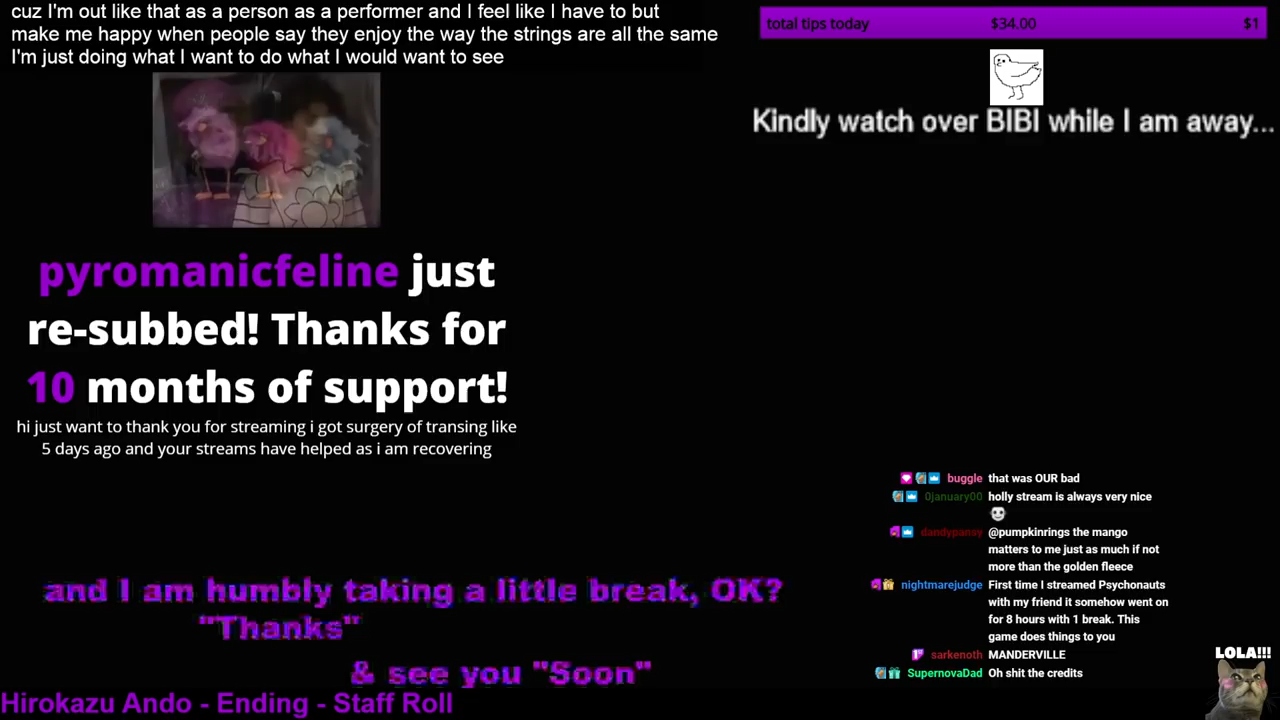 cuz I'm out like that as a person as a performer and I feel like I have to but
make me happy when people say they enjoy the way the strings are all the same
I'm just doing what I want to do what I would want to see
total tips today $34.00 $1
Kindly watch over BIBI while I am away...
pyromanicfeline just
re-subbed! Thanks for
10 months of support!
hi just want to thank you for streaming i got surgery of transing like
5 days ago and your streams have helped as i am recovering
buggle that was OUR bad
0january00 holly stream is always very nice
dandypansy @pumpkinrings the mango
matters to me just as much if not
more than the golden fleece
nightmarejudge First time I streamed Psychonauts
with my friend it somehow went on
for 8 hours with 1 break. This
game does things to you
sarkenoth MANDERVILLE
SupernovaDad Oh shit the credits
and I am humbly taking a little break, OK?
"Thanks"
& see you "Soon"
LOLA!!!
Hirokazu Ando - Ending - Staff Roll